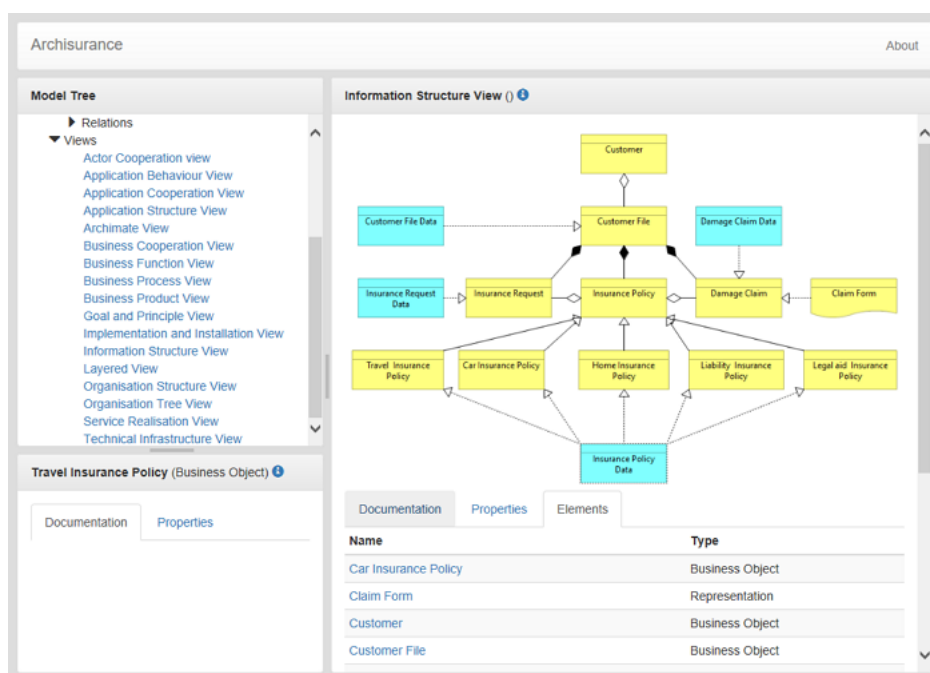 Archisurance
About
Model Tree
Relations
Views
Actor Cooperation view
Application Behaviour View
Application Cooperation View
Application Structure View
Archimate View
Business Cooperation View
Business Function View
Business Process View
Business Product View
Goal and Principle View
Implementation and Installation View
Information Structure View
Layered View
Organisation Structure View
Organisation Tree View
Service Realisation View
Technical Infrastructure View
Travel Insurance Policy (Business Object)
Documentation
Properties
Information Structure View ()
Customer
Customer File Data
Customer File
Damage Claim Data
Insurance Request
Data
Insurance Request
Insurance Policy
Damage Claim
Claim Form
Travel Insurance
Policy
Car Insurance Policy
Home Insurance
Policy
Liability Insurance
Policy
Legal aid Insurance
Policy
Insurance Policy
Data
Documentation
Properties
Elements
Name Type
Car Insurance Policy Business Object
Claim Form Representation
Customer Business Object
Customer File Business Object